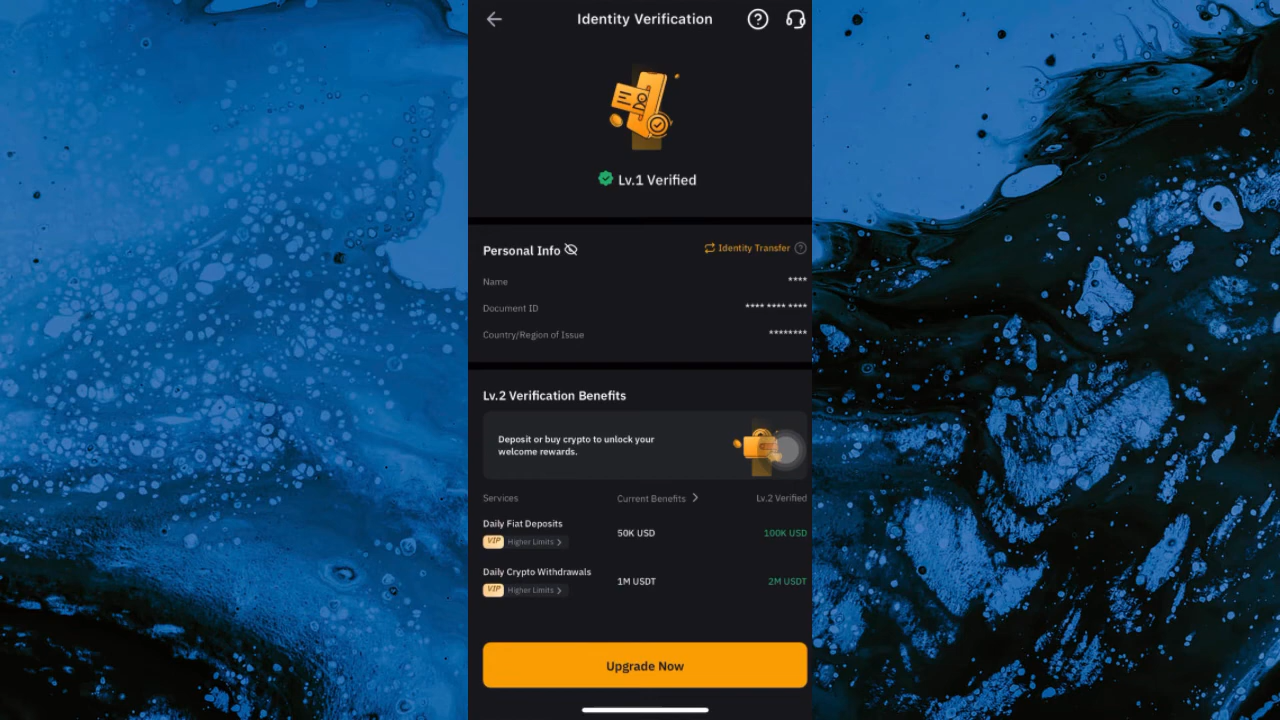 Identity Verification
Lv.1 Verified
Personal Info
Identity Transfer
Name ****
Document ID **** **** ****
Country/Region of Issue ********
Lv.2 Verification Benefits
Deposit or buy crypto to unlock your
welcome rewards.
Services Current Benefits Lv.2 Verified
Daily Fiat Deposits
50K USD 100K USD
VIP Higher Limits
Daily Crypto Withdrawals
1M USDT 2M USDT
VIP Higher Limits
Upgrade Now